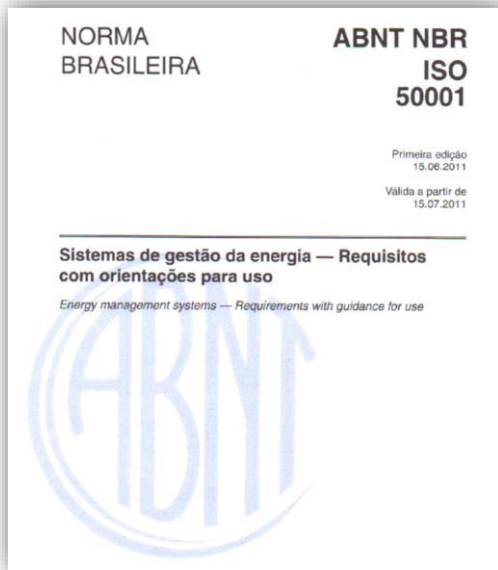 NORMA
BRASILEIRA
ABNT NBR
ISO
50001
Primeira edição
15.06.2011
Válida a partir de
15.07.2011
Sistemas de gestão da energia — Requisitos
com orientações para uso
Energy management systems — Requirements with guidance for use
ABNT